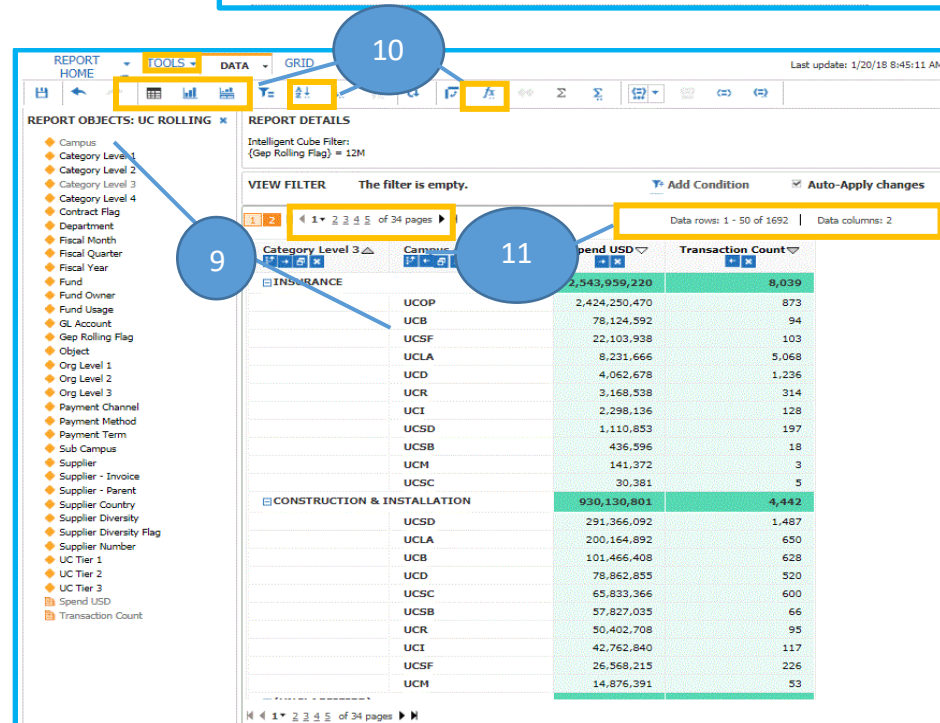 10
REPORT HOME TOOLS DATA GRID
Last update: 1/20/18 8:45:11 AM
REPORT OBJECTS: UC ROLLING
Campus
Category Level 1
Category Level 2
Category Level 3
Category Level 4
Contract Flag
Department
Fiscal Month
Fiscal Quarter
Fiscal Year
Fund
Fund Owner
Fund Usage
GL Account
Gep Rolling Flag
Object
Org Level 1
Org Level 2
Org Level 3
Payment Channel
Payment Method
Payment Term
Sub Campus
Supplier
Supplier - Invoice
Supplier - Parent
Supplier Country
Supplier Diversity
Supplier Diversity Flag
Supplier Number
UC Tier 1
UC Tier 2
UC Tier 3
Spend USD
Transaction Count
9
REPORT DETAILS
Intelligent Cube Filter:
{Gep Rolling Flag} = 12M
VIEW FILTER The filter is empty. Add Condition Auto-Apply changes
1 2 1 2 3 4 5 of 34 pages Data rows: 1 - 50 of 1692 | Data columns: 2
11
Category Level 3 Campus Spend USD Transaction Count
INSURANCE 2,543,959,220 8,039
UCOP 2,424,250,470 873
UCB 78,124,592 94
UCSF 22,103,938 103
UCLA 8,231,666 5,068
UCD 4,062,678 1,236
UCR 3,168,538 314
UCI 2,298,136 128
UCSD 1,110,853 197
UCSB 436,596 18
UCM 141,372 3
UCSC 30,381 5
CONSTRUCTION & INSTALLATION 930,130,801 4,442
UCSD 291,366,092 1,487
UCLA 200,164,892 650
UCB 101,466,408 628
UCD 78,862,855 520
UCSC 65,833,366 600
UCSB 57,827,035 66
UCR 50,402,708 95
UCI 42,762,840 117
UCSF 26,568,215 226
UCM 14,876,391 53
1 2 3 4 5 of 34 pages